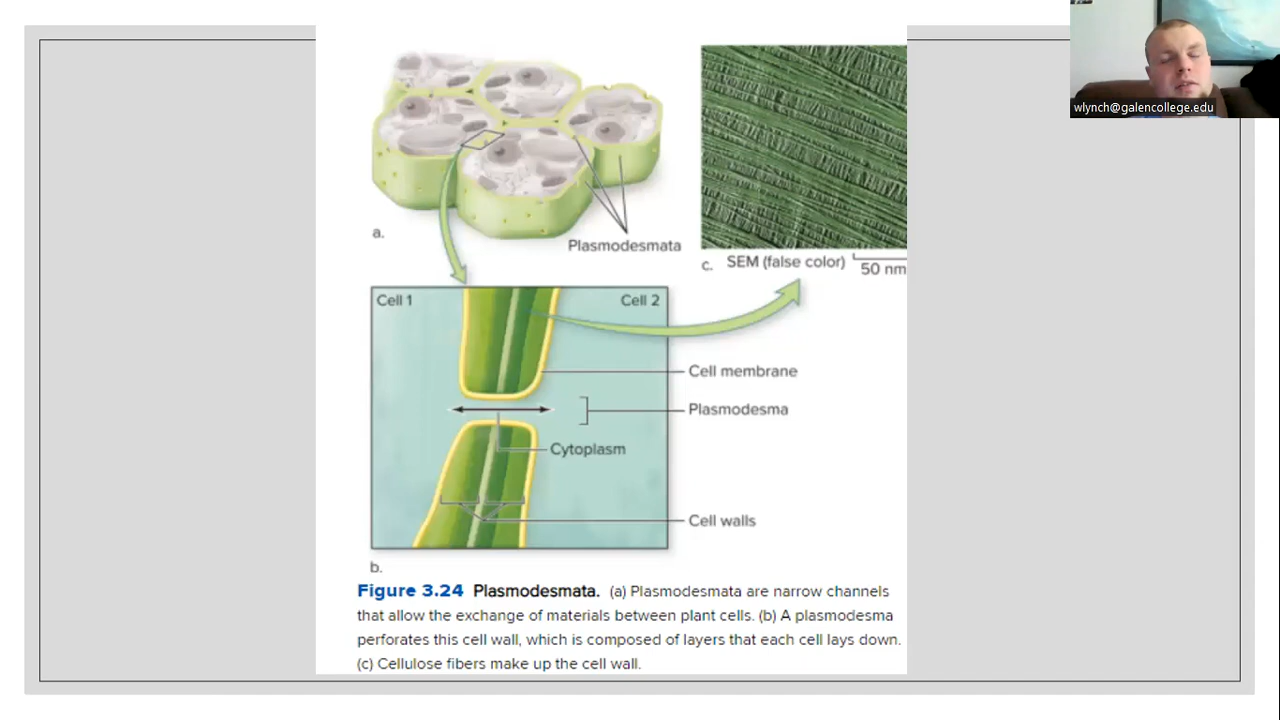 wlynch@galencollege.edu
a.
Plasmodesmata
c. SEM (false color)
50 nm
Cell 1
Cell 2
Cell membrane
Plasmodesma
Cytoplasm
Cell walls
b.
Figure 3.24 Plasmodesmata. (a) Plasmodesmata are narrow channels
that allow the exchange of materials between plant cells. (b) A plasmodesma
perforates this cell wall, which is composed of layers that each cell lays down.
(c) Cellulose fibers make up the cell wall.